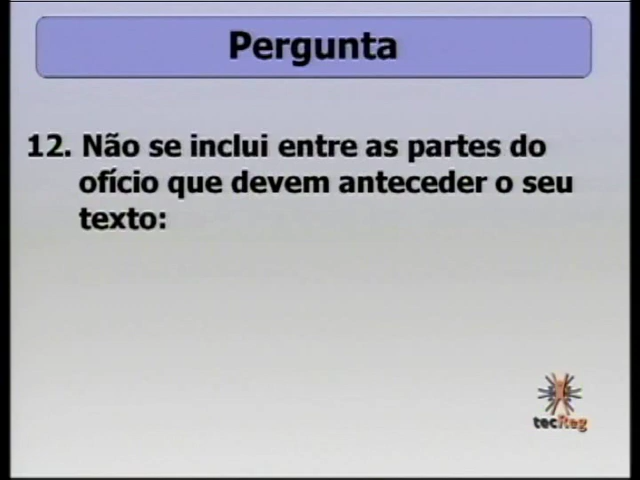 Pergunta
12. Não se inclui entre as partes do
ofício que devem anteceder o seu
texto:
tecReg